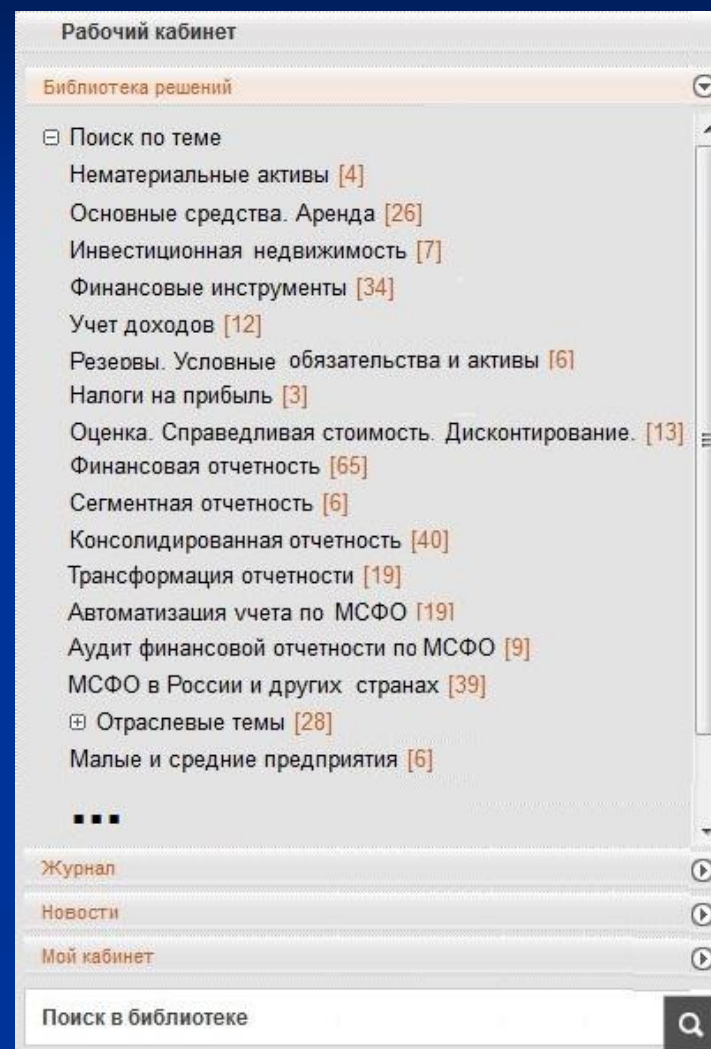 Рабочий кабинет
Библиотека решений
Поиск по теме
Нематериальные активы [4]
Основные средства. Аренда [26]
Инвестиционная недвижимость [7]
Финансовые инструменты [34]
Учет доходов [12]
Резервы. Условные обязательства и активы [6]
Налоги на прибыль [3]
Оценка. Справедливая стоимость. Дисконтирование. [13]
Финансовая отчетность [65]
Сегментная отчетность [6]
Консолидированная отчетность [40]
Трансформация отчетности [19]
Автоматизация учета по МСФО [19]
Аудит финансовой отчетности по МСФО [9]
МСФО в России и других странах [39]
Отраслевые темы [28]
Малые и средние предприятия [6]
...
Журнал
Новости
Мой кабинет
Поиск в библиотеке